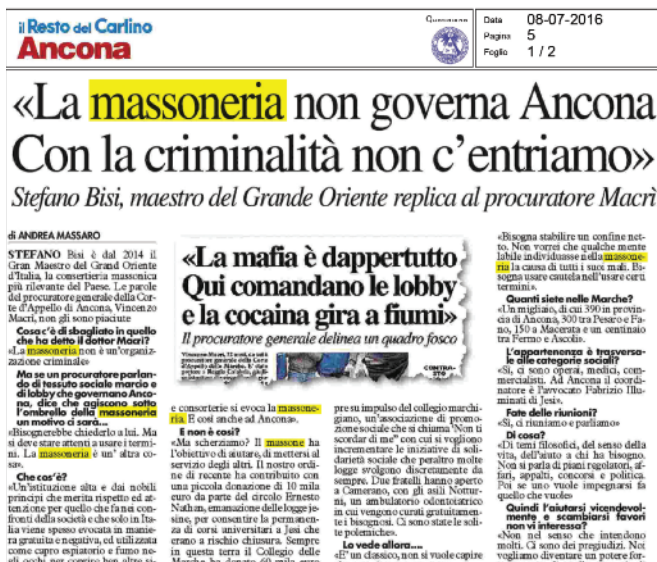 il Resto del Carlino
Ancona
Quotidiano
Data 08-07-2016
Pagina 5
Foglio 1 / 2
«La massoneria non governa Ancona
Con la criminalità non c’entriamo»
Stefano Bisi, maestro del Grande Oriente replica al procuratore Macrì
di ANDREA MASSARO
STEFANO Bisi è dal 2014 il
Gran Maestro del Grand Oriente
d'Italia, la consertieria massonica
più rilevante del Paese. Le parole
del procuratore generale della Cor-
te d'Appello di Ancona, Vincenzo
Macrì, non gli sono piaciute
Cosa c'è di sbagliato in quello
che ha detto il dottor Macrì?
«La massoneria non è un'organiz-
zazione criminale»
Ma se un procuratore parlan-
do di tessuto sociale marcio e
di lobby che governano Anco-
na, dice che agiscono sotto
l'ombrello della massoneria
un motivo ci sarà...
«Bisognerebbe chiederlo a lui. Ma
si deve stare attenti a usare i termi-
ni. La massoneria è un' altra co-
sa».
Che cos'è?
«Un'istituzione alta e dai nobili
principi che merita rispetto ed at-
tenzione per quello che fa nei con-
fronti della società e che solo in Ita-
lia viene spesso evocata in manie-
ra gratuita e negativa, ed utilizzata
come capro espiatorio e fumo ne-
gli occhi per coprire ben altre si-
«La mafia è dappertutto
Qui comandano le lobby
e la cocaina gira a fiumi»
Il procuratore generale delinea un quadro fosco
CONTRA-
STO
e consorterie si evoca la massone-
ria. E così anche ad Ancona».
E non è così?
«Ma scherziamo? Il massone ha
l'obiettivo di aiutare, di mettersi al
servizio degli altri. Il nostro ordi-
ne di recente ha contribuito con
una piccola donazione di 10 mila
euro da parte del circolo Ernesto
Nathan, emanazione delle logge je-
sine, per consentire la permanen-
za di corsi universitari a Jesi che
erano a rischio chiusura. Sempre
in questa terra il Collegio delle
Marche ha donato 60 mila euro
pre su impulso del collegio marchi-
giano, un'associazione di promo-
zione sociale che si chiama 'Non ti
scordar di me” con cui si vogliono
incrementare le iniziative di soli-
darietà sociale che peraltro molte
logge svolgono discretamente da
sempre. Due fratelli hanno aperto
a Camerano, con gli asili Nottur-
ni, un ambulatorio odontoiatrico
in cui vengono curati gratuitamen-
te i bisognosi. Ci sono state le soli-
te polemiche».
Lo vede allora....
«E' un classico, non si vuole capire
«Bisogna stabilire un confine net-
to. Non vorrei che qualche mente
labile individuasse nella massone-
ria la causa di tutti i suoi mali. Bi-
sogna usare cautela nell'usare certi
termini».
Quanti siete nelle Marche?
«Un migliaio, di cui 390 in provin-
cia di Ancona, 300 tra Pesaro e Fa-
no, 150 a Macerata e un centinaio
tra Fermo e Ascoli».
L'appartenenza è trasversa-
le alle categorie sociali?
«Sì, ci sono operai, medici, com-
mercialisti. Ad Ancona il coordi-
natore è l'avvocato Fabrizio Illu-
minati di Jesi».
Fate delle riunioni?
«Sì, ci riuniamo e parliamo»
Di cosa?
«Di temi filosofici, del senso della
vita, dell'aiuto a chi ha bisogno.
Non si parla di piani regolatori, af-
fari, appalti, concorsi e politica.
Poi se uno vuole impegnarsi fa
quello che vuole»
Quindi l'aiutarsi vicendevol-
mente e scambiarsi favori
non vi interessa?
«Non nel senso che intendono
molti. Ci sono dei pregiudizi. Noi
vogliamo diventare un potere for-